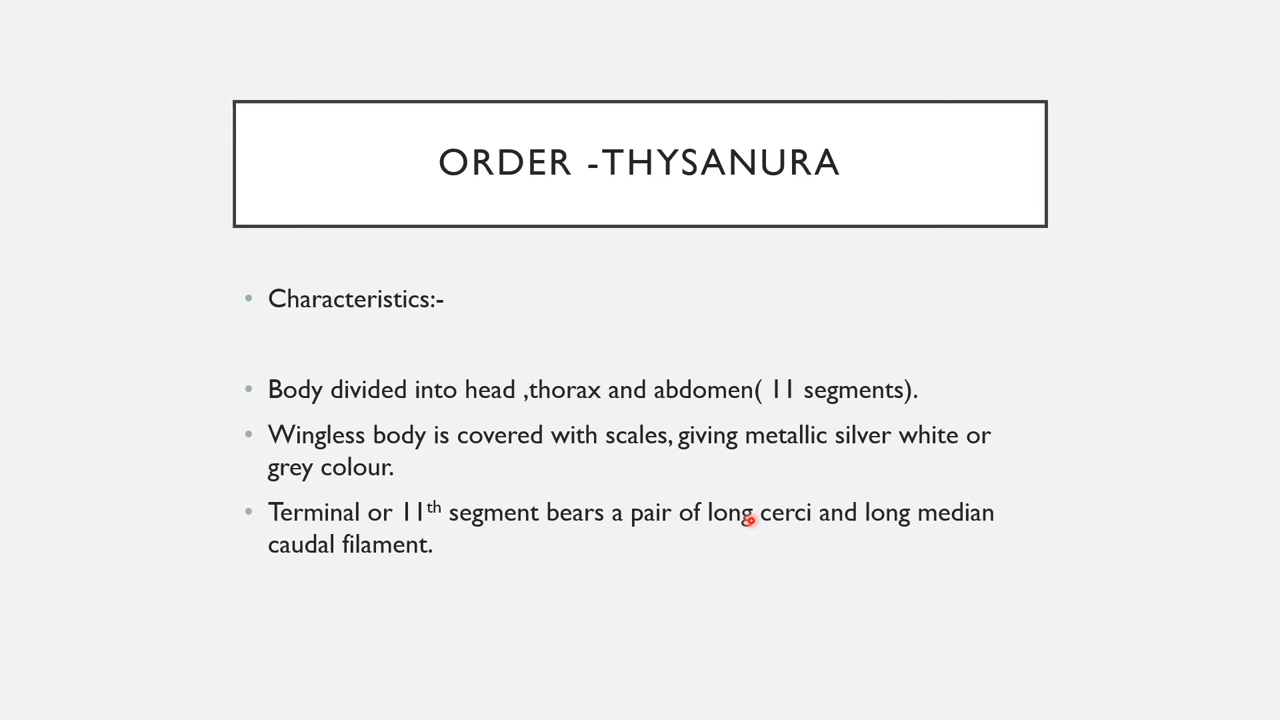 ORDER -THYSANURA
Characteristics:-
Body divided into head ,thorax and abdomen( 11 segments).
Wingless body is covered with scales, giving metallic silver white or
grey colour.
Terminal or 11th segment bears a pair of long cerci and long median
caudal filament.